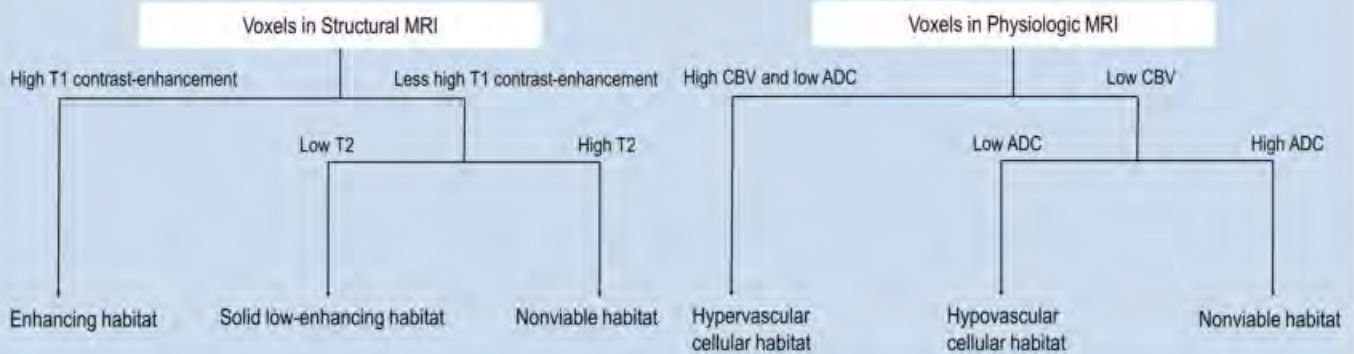 Voxels in Structural MRI
High T1 contrast-enhancement
Less high T1 contrast-enhancement
Low T2
High T2
Enhancing habitat
Solid low-enhancing habitat
Nonviable habitat
Voxels in Physiologic MRI
High CBV and low ADC
Low CBV
Low ADC
High ADC
Hypervascular
cellular habitat
Hypovascular
cellular habitat
Nonviable habitat